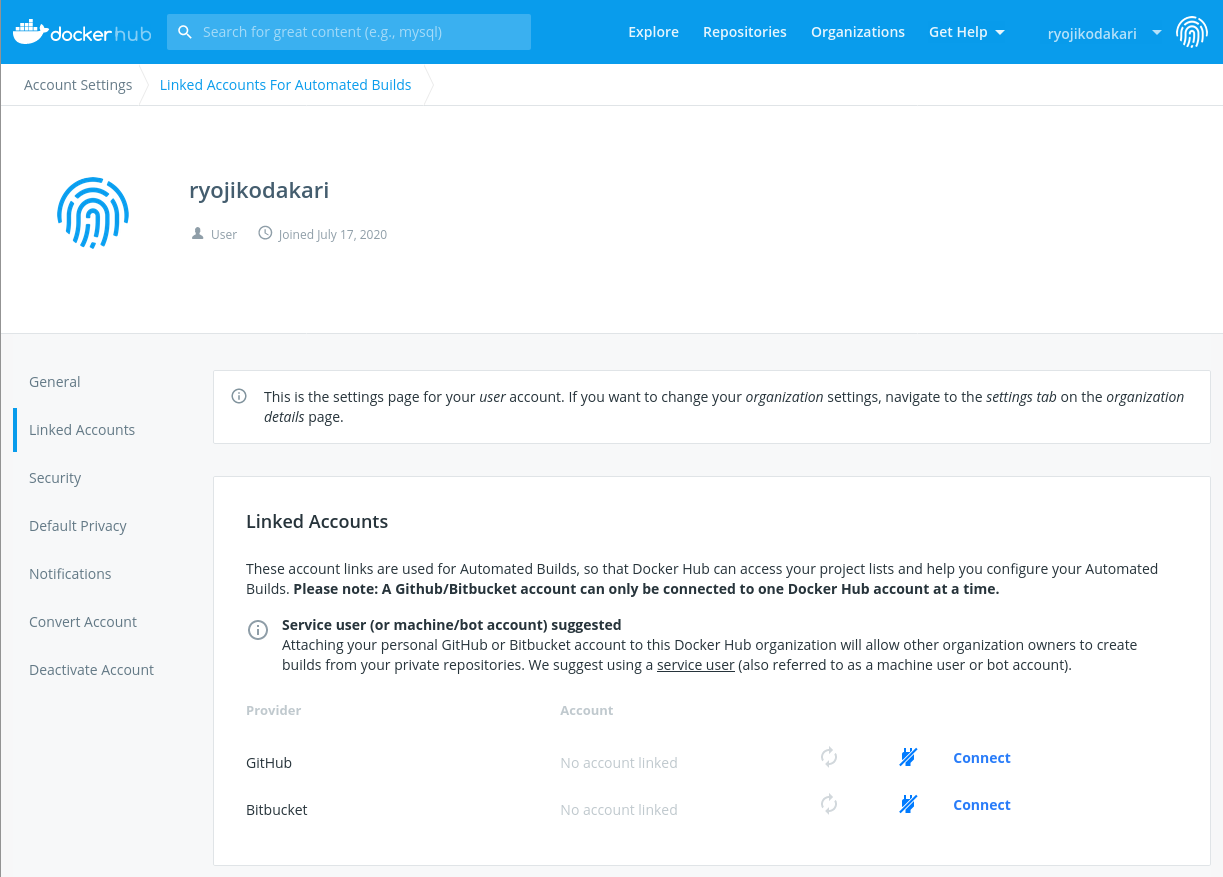 dockerhub
Search for great content (e.g., mysql)
Explore
Repositories
Organizations
Get Help
ryojikodakari
Account Settings
Linked Accounts For Automated Builds
ryojikodakari
User
Joined July 17, 2020
General
Linked Accounts
Security
Default Privacy
Notifications
Convert Account
Deactivate Account
This is the settings page for your user account. If you want to change your organization settings, navigate to the settings tab on the organization
details page.
Linked Accounts
These account links are used for Automated Builds, so that Docker Hub can access your project lists and help you configure your Automated
Builds. Please note: A Github/Bitbucket account can only be connected to one Docker Hub account at a time.
Service user (or machine/bot account) suggested
Attaching your personal GitHub or Bitbucket account to this Docker Hub organization will allow other organization owners to create
builds from your private repositories. We suggest using a service user (also referred to as a machine user or bot account).
Provider
Account
GitHub
No account linked
Connect
Bitbucket
No account linked
Connect